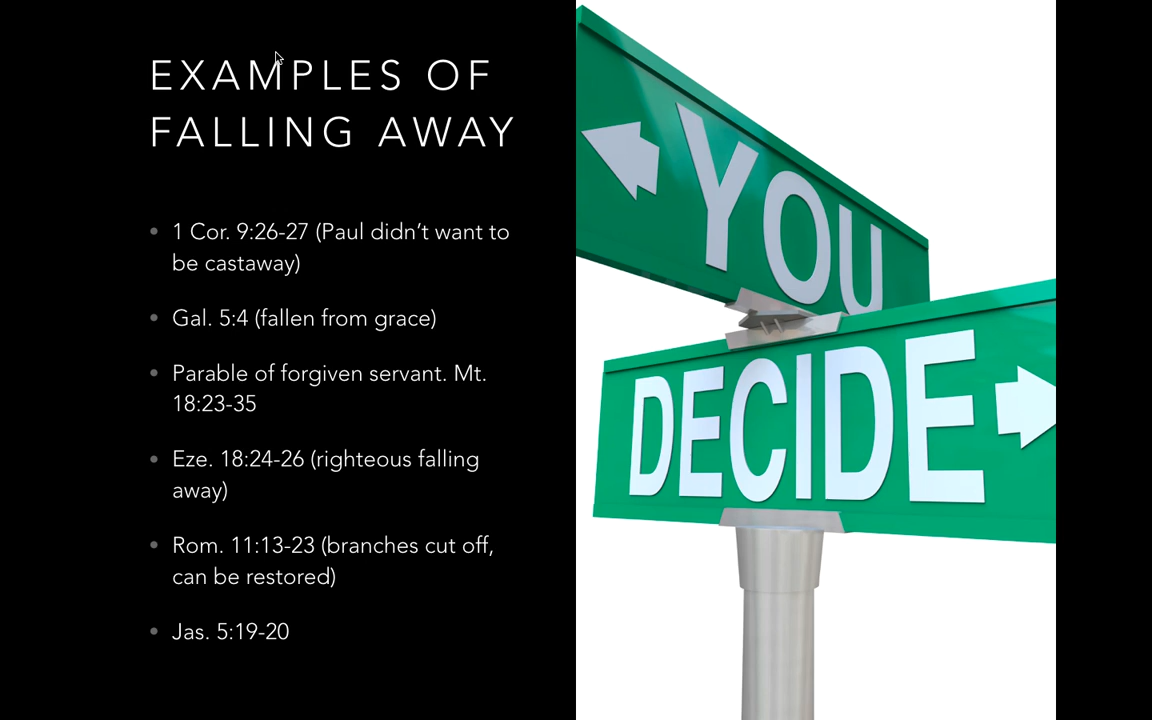 EXAMPLES OF
FALLING AWAY
• 1 Cor. 9:26-27 (Paul didn’t want to
be castaway)
• Gal. 5:4 (fallen from grace)
• Parable of forgiven servant. Mt.
18:23-35
• Eze. 18:24-26 (righteous falling
away)
• Rom. 11:13-23 (branches cut off,
can be restored)
• Jas. 5:19-20
YOU
DECIDE